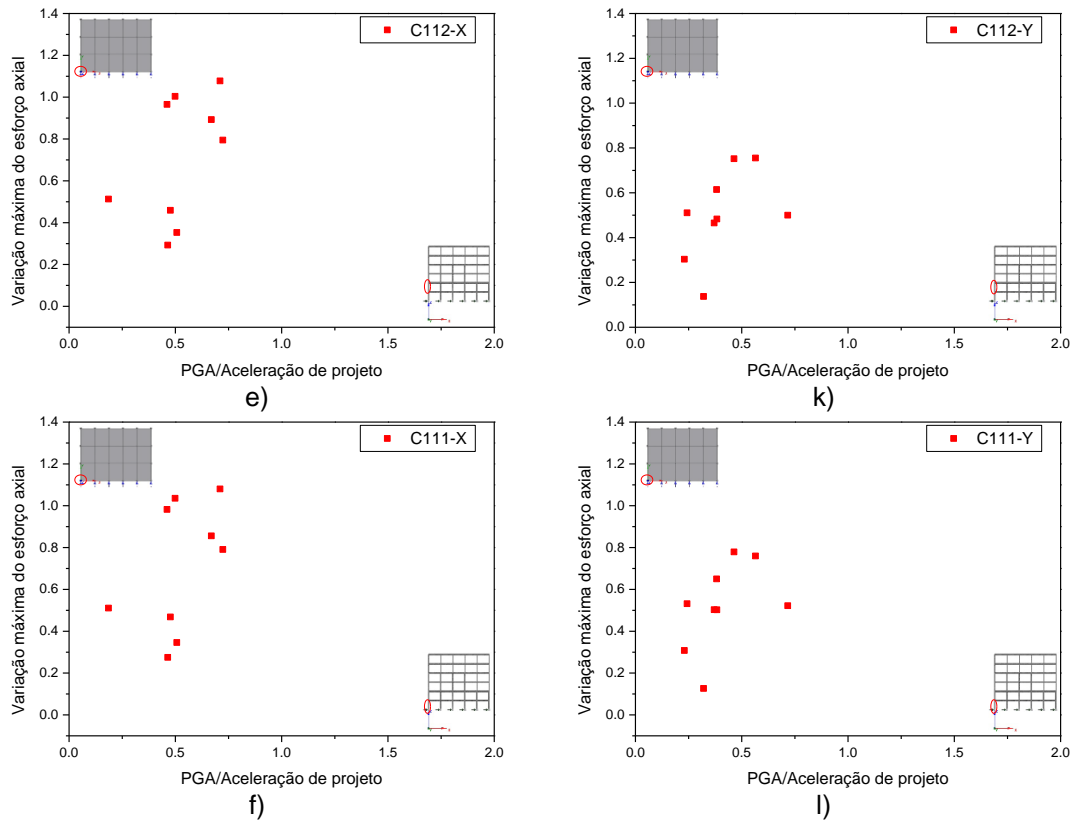 C112-X
Variação máxima do esforço axial
1.4
1.2
1.0
0.8
0.6
0.4
0.2
0.0
0.0 0.5 1.0 1.5 2.0
PGA/Aceleração de projeto
e)
C112-Y
Variação máxima do esforço axial
1.4
1.2
1.0
0.8
0.6
0.4
0.2
0.0
0.0 0.5 1.0 1.5 2.0
PGA/Aceleração de projeto
k)
C111-X
Variação máxima do esforço axial
1.4
1.2
1.0
0.8
0.6
0.4
0.2
0.0
0.0 0.5 1.0 1.5 2.0
PGA/Aceleração de projeto
f)
C111-Y
Variação máxima do esforço axial
1.4
1.2
1.0
0.8
0.6
0.4
0.2
0.0
0.0 0.5 1.0 1.5 2.0
PGA/Aceleração de projeto
l)